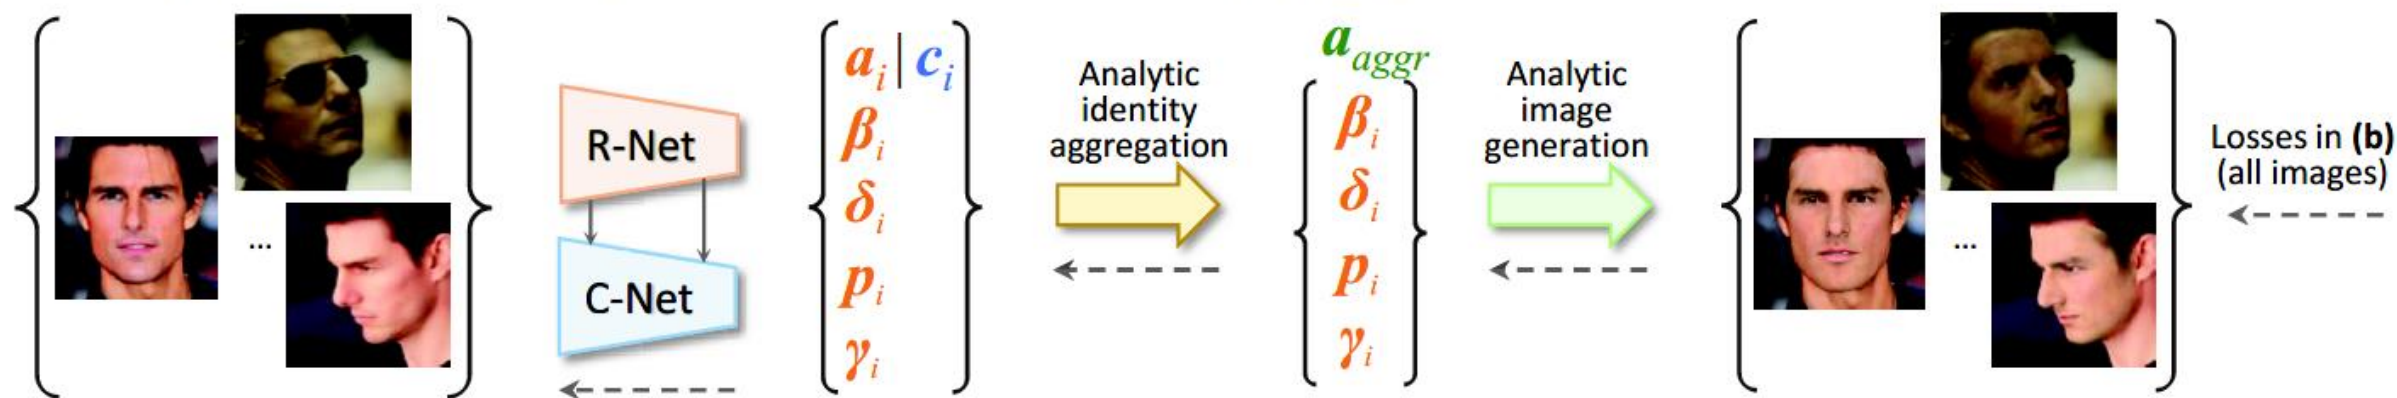 R-Net
C-Net
...
a_i | c_i
β_i
δ_i
p_i
γ_i
Analytic
identity
aggregation
a_aggr
β_i
δ_i
p_i
γ_i
Analytic
image
generation
...
Losses in (b)
(all images)